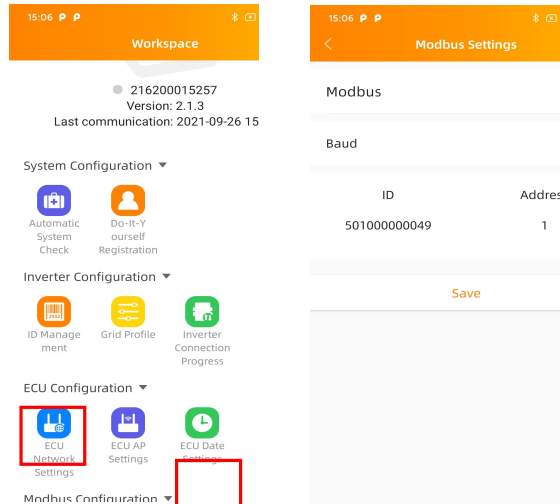 15:06 P P
Workspace
216200015257
Version: 2.1.3
Last communication: 2021-09-26 15
System Configuration
Automatic
System
Check
Do-It-Y
ourself
Registration
Inverter Configuration
ID Manage
ment
Grid Profile
Inverter
Connection
Progress
ECU Configuration
ECU
Network
Settings
ECU AP
Settings
ECU Date
Settings
Modbus Configuration
15:06 P P
Modbus Settings
Modbus
Baud
ID Addres
501000000049 1
Save